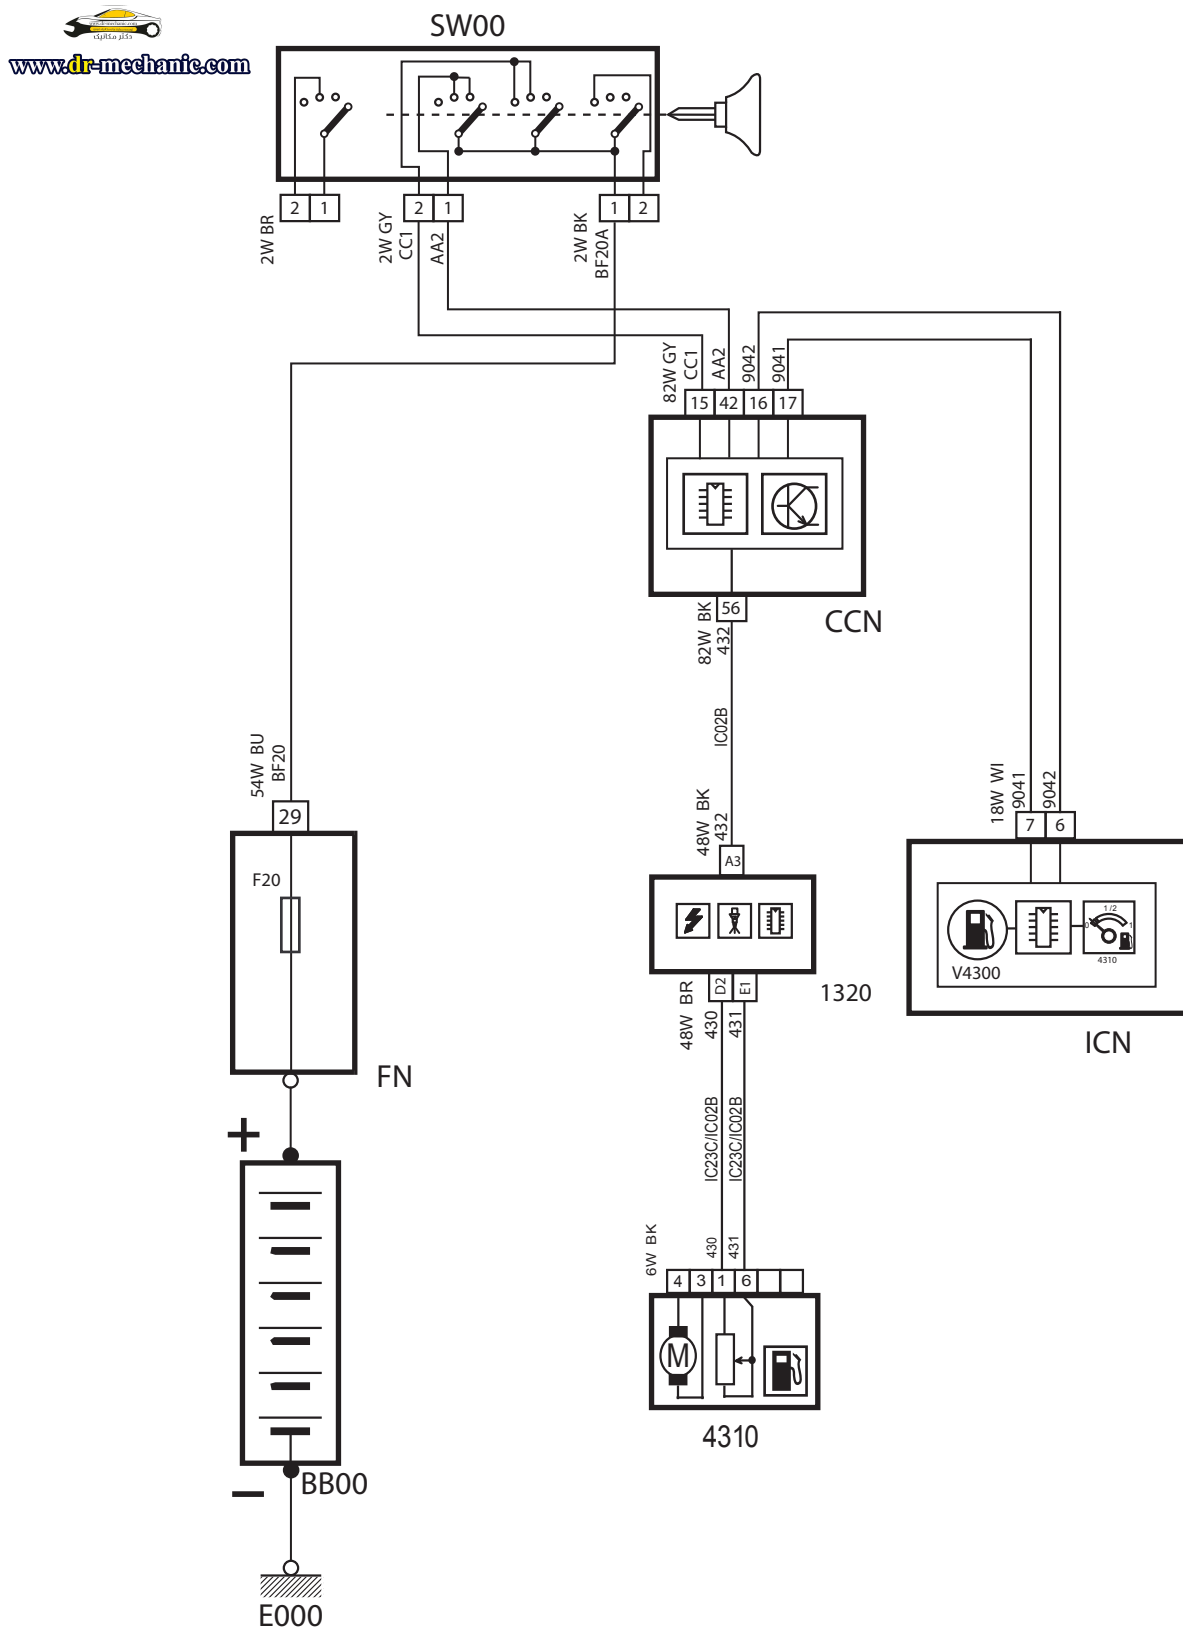 دکتر مکانیک
www.dr-mechanic.com
SW00
2 1
2 1
1 2
2W BR
2W GY
CC1
AA2
2W BK
BF20A
82W GY
CC1
AA2
9042
9041
15 42 16 17
CCN
56
82W BK
432
IC02B
54W BU
BF20
29
F20
FN
48W BK
432
A3
1320
D2 E1
48W BR
430
431
18W WI
9041
9042
7 6
V4300
0 1/2 1
4310
ICN
IC23C/IC02B
IC23C/IC02B
6W BK
430
431
4 3 1 6
M
4310
+
BB00
−
E000